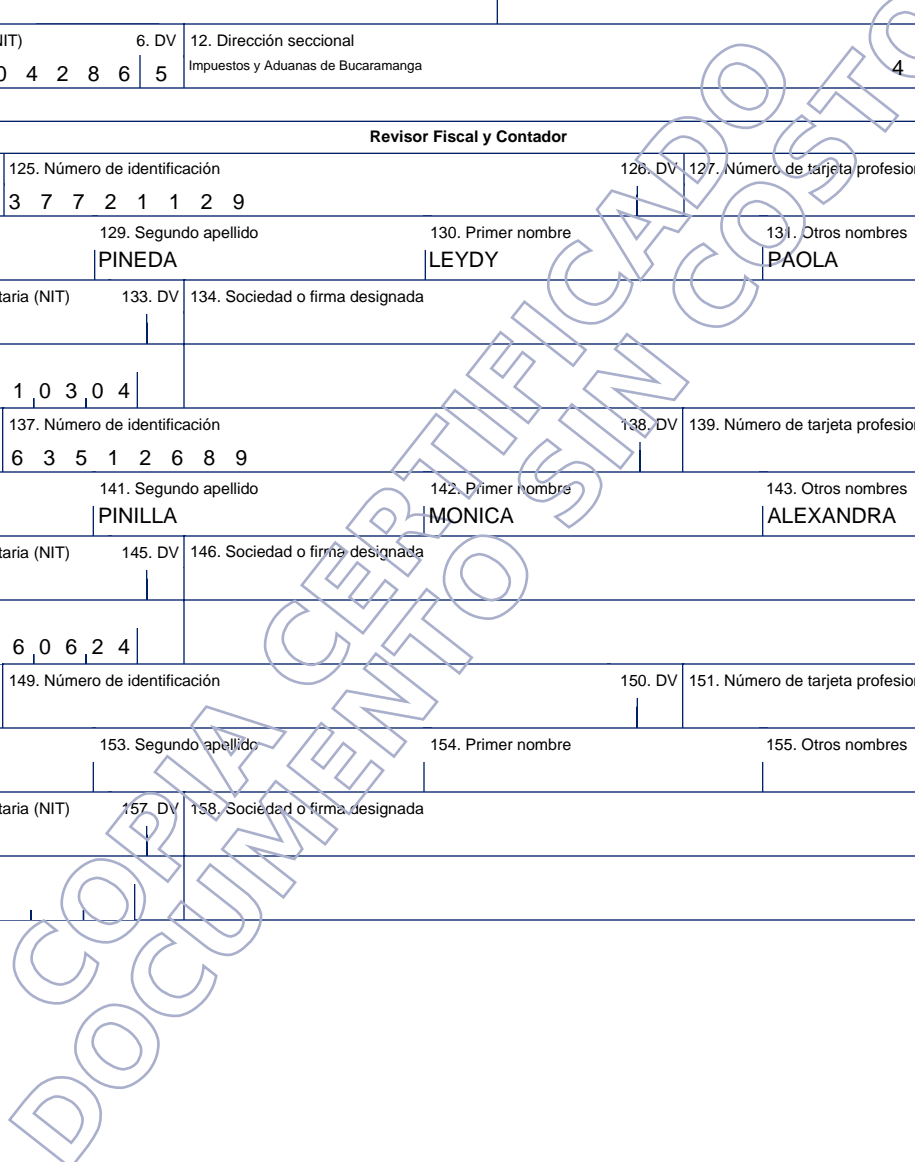 IT) 6. DV 12. Dirección seccional
0 4 2 8 6 5 Impuestos y Aduanas de Bucaramanga 4
Revisor Fiscal y Contador
125. Número de identificación 126. DV 127. Número de tarjeta profesion
3 7 7 2 1 1 2 9
129. Segundo apellido 130. Primer nombre 131. Otros nombres
PINEDA LEYDY PAOLA
taria (NIT) 133. DV 134. Sociedad o firma designada
1 0 3 0 4
137. Número de identificación 138. DV 139. Número de tarjeta profesion
6 3 5 1 2 6 8 9
141. Segundo apellido 142. Primer nombre 143. Otros nombres
PINILLA MONICA ALEXANDRA
taria (NIT) 145. DV 146. Sociedad o firma designada
6 0 6 2 4
149. Número de identificación 150. DV 151. Número de tarjeta profesion
153. Segundo apellido 154. Primer nombre 155. Otros nombres
taria (NIT) 157. DV 158. Sociedad o firma designada
COPIA CERTIFICADO
DOCUMENTO SIN COSTO